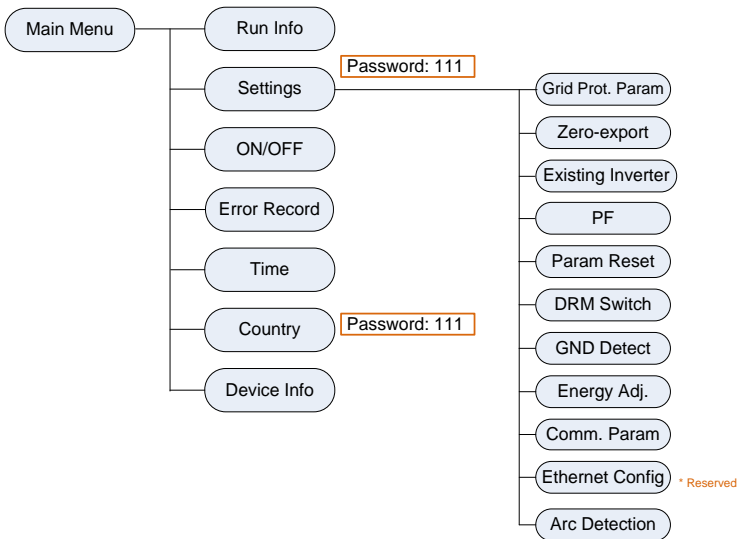 Main Menu
Run Info
Settings
Password: 111
ON/OFF
Error Record
Time
Country
Password: 111
Device Info
Grid Prot. Param
Zero-export
Existing Inverter
PF
Param Reset
DRM Switch
GND Detect
Energy Adj.
Comm. Param
Ethernet Config
* Reserved
Arc Detection